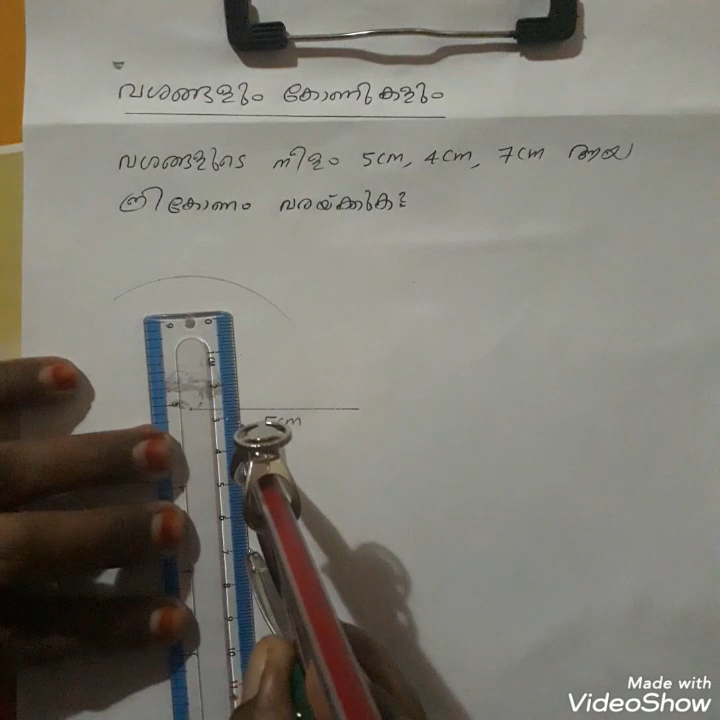 വശങ്ങളും കോണുകളും
വശങ്ങളുടെ നീളം 5cm, 4cm, 7cm ആയ
ത്രികോണം വരയ്ക്കുക?
5cm
Made with
VideoShow